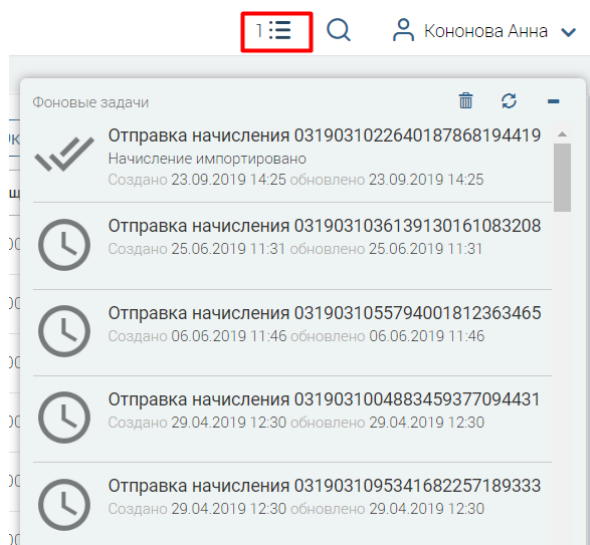 1
Кононова Анна
Фоновые задачи
Отправка начисления 0319031022640187868194419
Начисление импортировано
Создано 23.09.2019 14:25 обновлено 23.09.2019 14:25
Отправка начисления 0319031036139130161083208
Создано 25.06.2019 11:31 обновлено 25.06.2019 11:31
Отправка начисления 0319031055794001812363465
Создано 06.06.2019 11:46 обновлено 06.06.2019 11:46
Отправка начисления 0319031004883459377094431
Создано 29.04.2019 12:30 обновлено 29.04.2019 12:30
Отправка начисления 0319031095341682257189333
Создано 29.04.2019 12:30 обновлено 29.04.2019 12:30